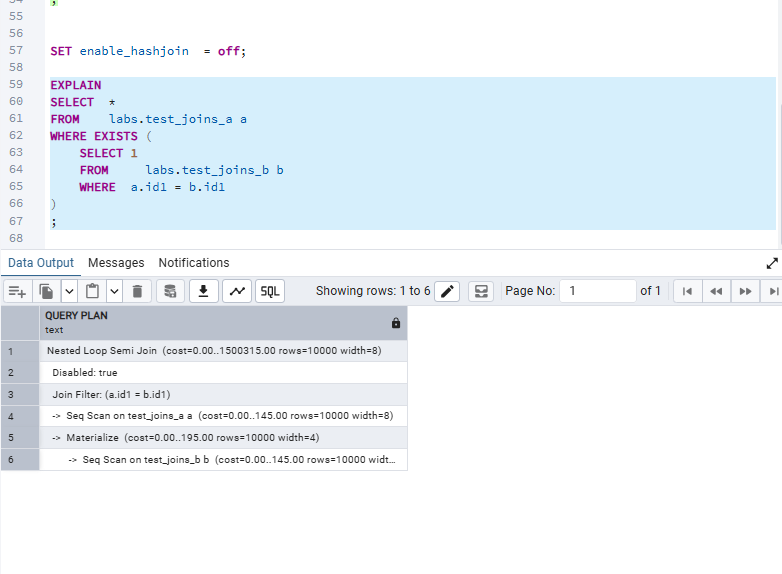 54 ;
55
56
57 SET enable_hashjoin = off;
58
59 EXPLAIN
60 SELECT *
61 FROM labs.test_joins_a a
62 WHERE EXISTS (
63 SELECT 1
64 FROM labs.test_joins_b b
65 WHERE a.id1 = b.id1
66 )
67 ;
68
Data Output Messages Notifications
SQL Showing rows: 1 to 6 Page No: 1 of 1
QUERY PLAN
text
1 Nested Loop Semi Join (cost=0.00..1500315.00 rows=10000 width=8)
2 Disabled: true
3 Join Filter: (a.id1 = b.id1)
4 -> Seq Scan on test_joins_a a (cost=0.00..145.00 rows=10000 width=8)
5 -> Materialize (cost=0.00..195.00 rows=10000 width=4)
6 -> Seq Scan on test_joins_b b (cost=0.00..145.00 rows=10000 widt...